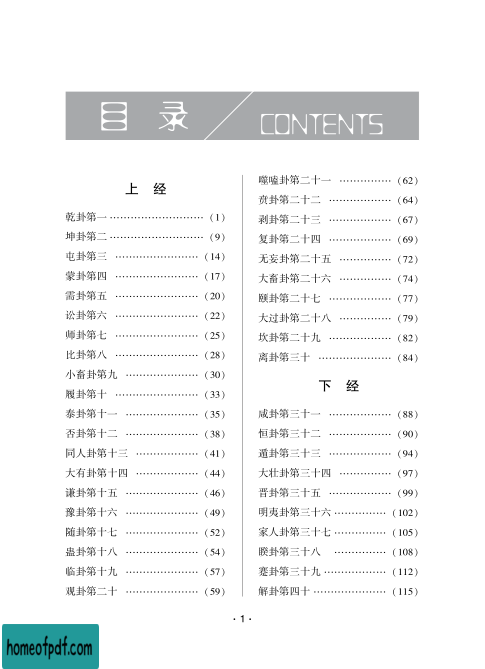 目 录 CONTENTS
上 经
乾卦第一 ………………………（1）
坤卦第二 ………………………（9）
屯卦第三 ……………………（14）
蒙卦第四 ……………………（17）
需卦第五 ……………………（20）
讼卦第六 ……………………（22）
师卦第七 ……………………（25）
比卦第八 ……………………（28）
小畜卦第九 …………………（30）
履卦第十 ……………………（33）
泰卦第十一 …………………（35）
否卦第十二 …………………（38）
同人卦第十三 ………………（41）
大有卦第十四 ………………（44）
谦卦第十五 …………………（46）
豫卦第十六 …………………（49）
随卦第十七 …………………（52）
蛊卦第十八 …………………（54）
临卦第十九 …………………（57）
观卦第二十 …………………（59）
噬嗑卦第二十一 ……………（62）
贲卦第二十二 ………………（64）
剥卦第二十三 ………………（67）
复卦第二十四 ………………（69）
无妄卦第二十五 ……………（72）
大畜卦第二十六 ……………（74）
颐卦第二十七 ………………（77）
大过卦第二十八 ……………（79）
坎卦第二十九 ………………（82）
离卦第三十 …………………（84）
下 经
咸卦第三十一 ………………（88）
恒卦第三十二 ………………（90）
遁卦第三十三 ………………（94）
大壮卦第三十四 ……………（97）
晋卦第三十五 ………………（99）
明夷卦第三十六 ……………（102）
家人卦第三十七 ……………（105）
睽卦第三十八 ……………（108）
蹇卦第三十九 ………………（112）
解卦第四十 …………………（115）
· 1 ·
homeofpdf.com